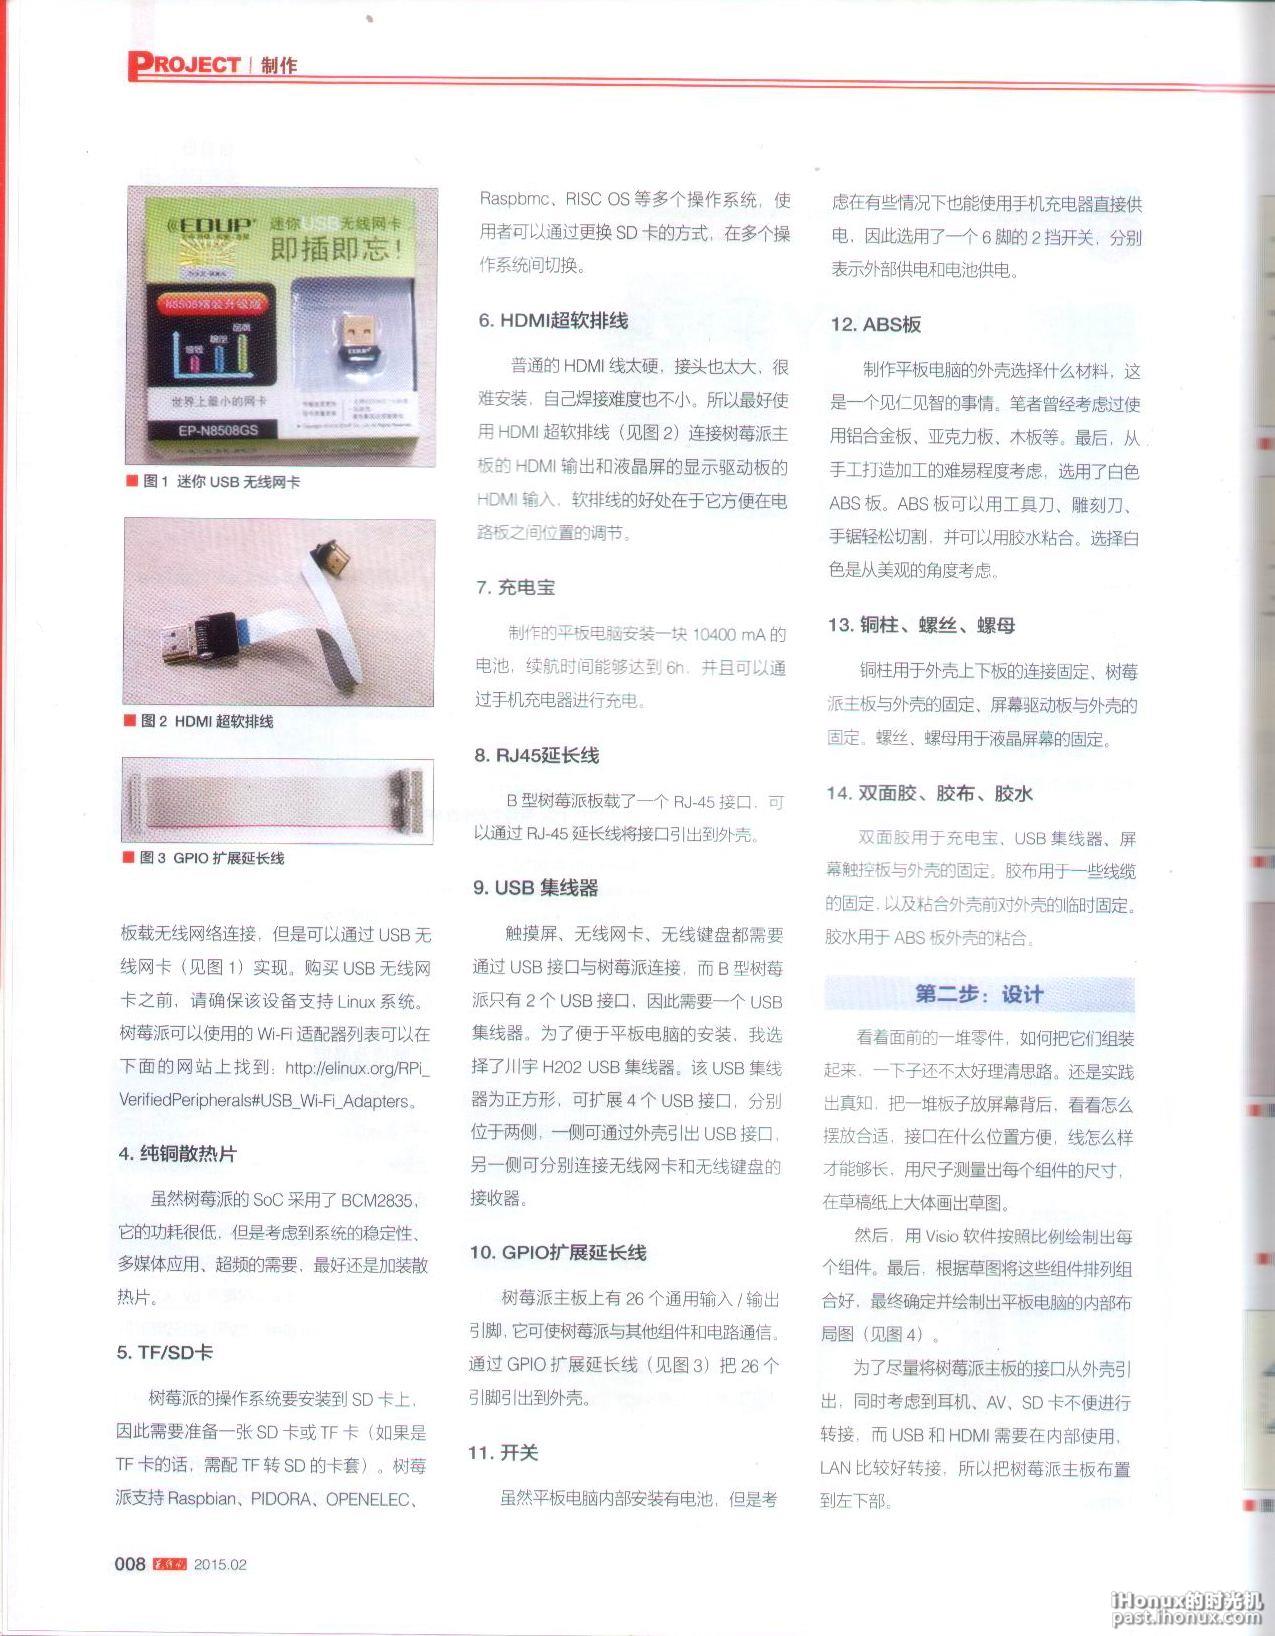 PROJECT | 制作
EDUP 迷你USB无线网卡
即插即忘！
N8508精装升级版
世界上最小的网卡
EP-N8508GS
EDUP
图1 迷你 USB 无线网卡
图2 HDMI 超软排线
图3 GPIO 扩展延长线
板载无线网络连接，但是可以通过 USB 无
线网卡（见图 1）实现。购买 USB 无线网
卡之前，请确保该设备支持 Linux 系统。
树莓派可以使用的 Wi-Fi 适配器列表可以在
下面的网站上找到：http://elinux.org/RPi_
VerifiedPeripherals#USB_Wi-Fi_Adapters。
4. 纯铜散热片
虽然树莓派的 SoC 采用了 BCM2835，
它的功耗很低，但是考虑到系统的稳定性、
多媒体应用、超频的需要，最好还是加装散
热片。
5. TF/SD卡
树莓派的操作系统要安装到 SD 卡上，
因此需要准备一张 SD 卡或 TF 卡（如果是
TF 卡的话，需配 TF 转 SD 的卡套）。树莓
派支持 Raspbian、PIDORA、OPENELEC、
Raspbmc、RISC OS 等多个操作系统，使
用者可以通过更换 SD 卡的方式，在多个操
作系统间切换。
6. HDMI超软排线
普通的 HDMI 线太硬，接头也太大，很
难安装，自己焊接难度也不小。所以最好使
用 HDMI 超软排线（见图 2）连接树莓派主
板的 HDMI 输出和液晶屏的显示驱动板的
HDMI 输入，软排线的好处在于它方便在电
路板之间位置的调节。
7. 充电宝
制作的平板电脑安装一块 10400 mA 的
电池，续航时间能够达到 6h，并且可以通
过手机充电器进行充电。
8. RJ45延长线
B 型树莓派板载了一个 RJ-45 接口，可
以通过 RJ-45 延长线将接口引出到外壳。
9. USB 集线器
触摸屏、无线网卡、无线键盘都需要
通过 USB 接口与树莓派连接，而 B 型树莓
派只有 2 个 USB 接口，因此需要一个 USB
集线器。为了便于平板电脑的安装，我选
择了川宇 H202 USB 集线器。该 USB 集线
器为正方形，可扩展 4 个 USB 接口，分别
位于两侧，一侧可通过外壳引出 USB 接口，
另一侧可分别连接无线网卡和无线键盘的
接收器。
10. GPIO扩展延长线
树莓派主板上有 26 个通用输入 / 输出
引脚，它可使树莓派与其他组件和电路通信。
通过 GPIO 扩展延长线（见图 3）把 26 个
引脚引出到外壳。
11. 开关
虽然平板电脑内部安装有电池，但是考
虑在有些情况下也能使用手机充电器直接供
电，因此选用了一个 6 脚的 2 挡开关，分别
表示外部供电和电池供电。
12. ABS板
制作平板电脑的外壳选择什么材料，这
是一个见仁见智的事情。笔者曾经考虑过使
用铝合金板、亚克力板、木板等。最后，从
手工打造加工的难易程度考虑，选用了白色
ABS 板。ABS 板可以用工具刀、雕刻刀、
手锯轻松切割，并可以用胶水粘合。选择白
色是从美观的角度考虑。
13. 铜柱、螺丝、螺母
铜柱用于外壳上下板的连接固定、树莓
派主板与外壳的固定、屏幕驱动板与外壳的
固定。螺丝、螺母用于液晶屏幕的固定。
14. 双面胶、胶布、胶水
双面胶用于充电宝、USB 集线器、屏
幕触控板与外壳的固定。胶布用于一些线缆
的固定，以及粘合外壳前对外壳的临时固定。
胶水用于 ABS 板外壳的粘合。
第二步：设计
看着面前的一堆零件，如何把它们组装
起来，一下子还不太好理清思路。还是实践
出真知，把一堆板子放屏幕背后，看看怎么
摆放合适，接口在什么位置方便，线怎么样
才能够长，用尺子测量出每个组件的尺寸，
在草稿纸上大体画出草图。
然后，用 Visio 软件按照比例绘制出每
个组件。最后，根据草图将这些组件排列组
合好，最终确定并绘制出平板电脑的内部布
局图（见图 4）。
为了尽量将树莓派主板的接口从外壳引
出，同时考虑到耳机、AV、SD 卡不便进行
转接，而 USB 和 HDMI 需要在内部使用，
LAN 比较好转接，所以把树莓派主板布置
到左下部。
008 2015.02
iHonux的时光机
past.ihonux.com